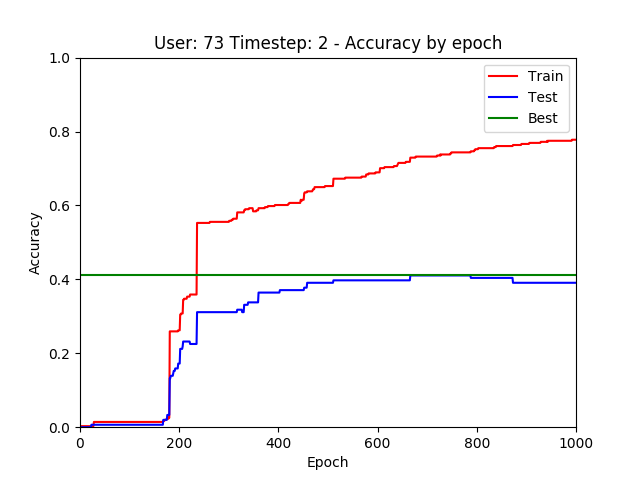 User: 73 Timestep: 2 - Accuracy by epoch
1.0
0.8
0.6
0.4
0.2
0.0
Accuracy
Train
Test
Best
0 200 400 600 800 1000
Epoch